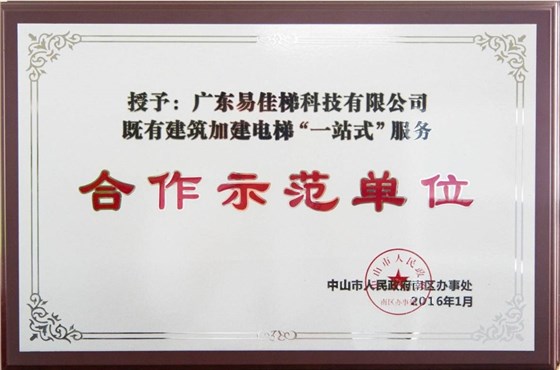 授予：广东易佳梯科技有限公司
既有建筑加建电梯“一站式”服务
合作示范单位
中山市人民政府南区办事处
2016年1月